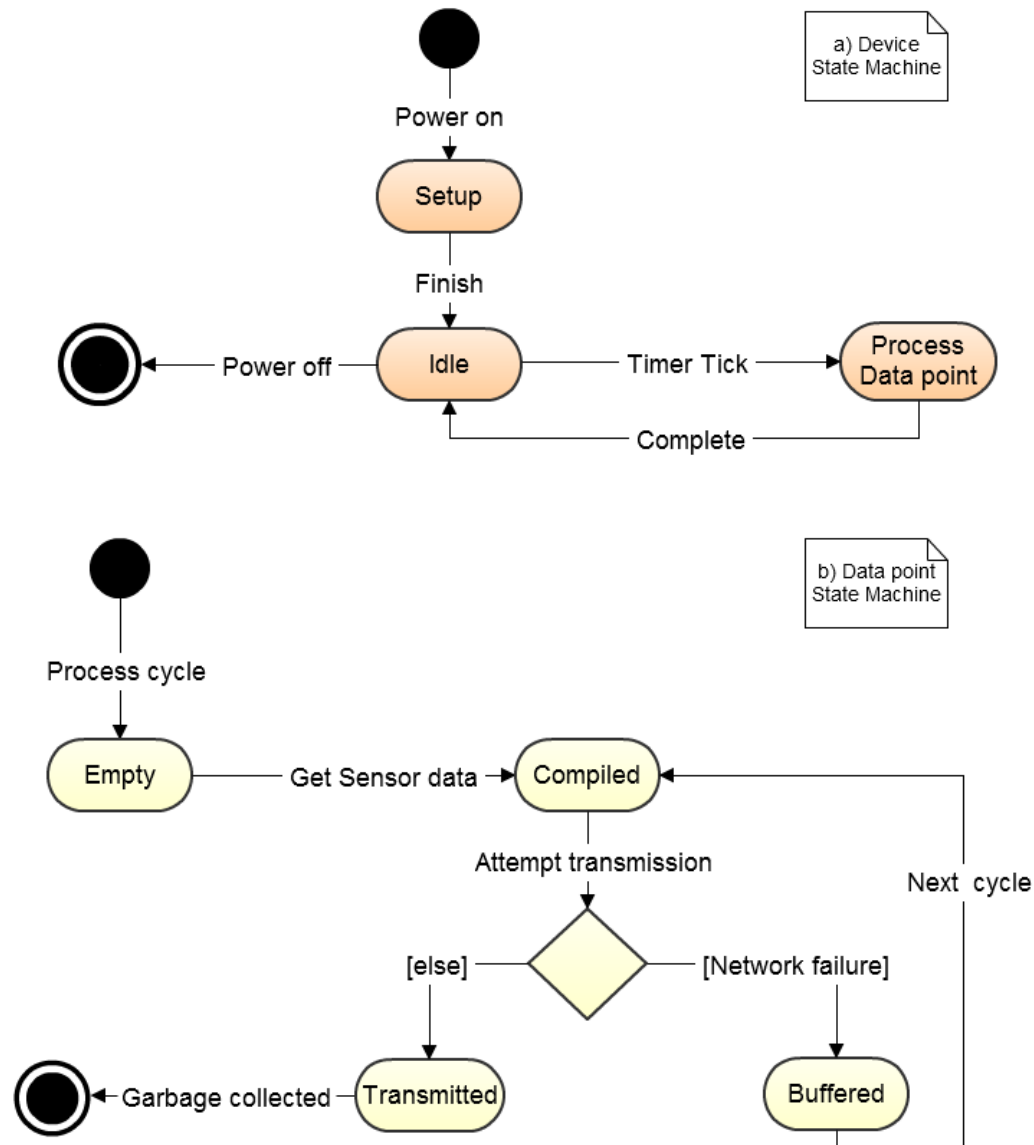 a) Device
State Machine
Power on
Setup
Finish
Power off
Idle
Timer Tick
Process
Data point
Complete
b) Data point
State Machine
Process cycle
Empty
Get Sensor data
Compiled
Attempt transmission
Next cycle
[else]
[Network failure]
Garbage collected
Transmitted
Buffered